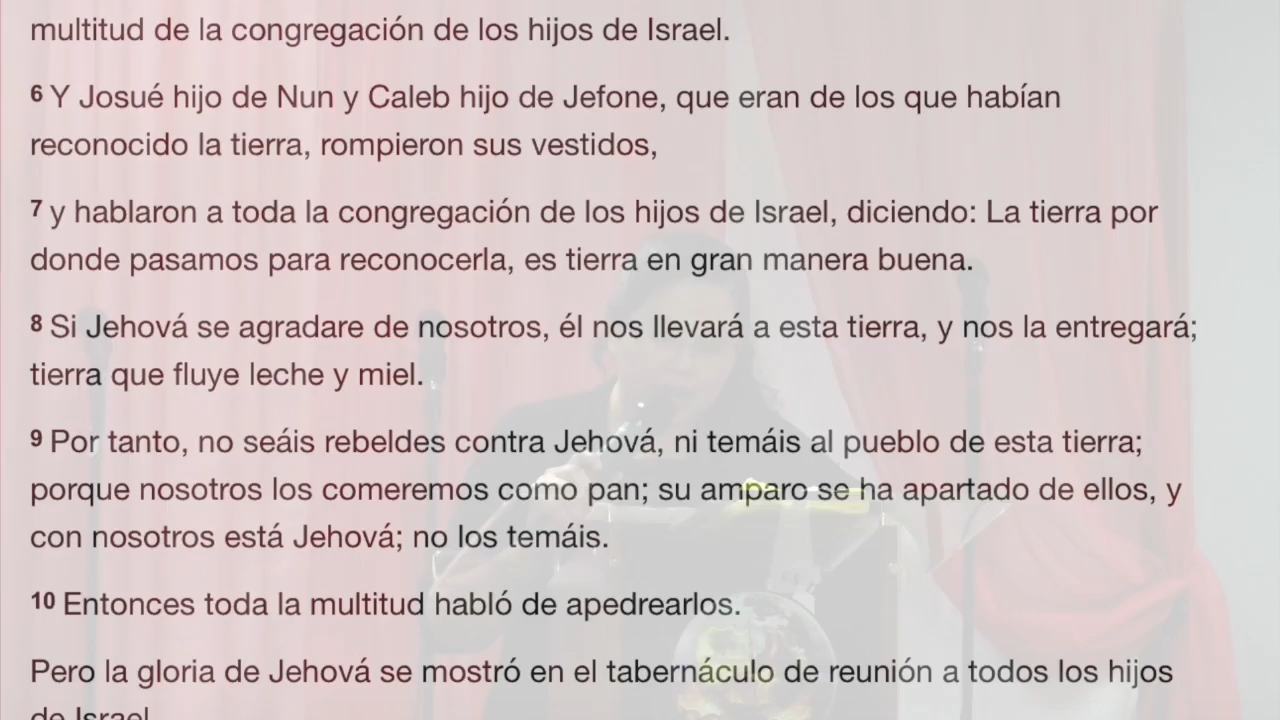 multitud de la congregación de los hijos de Israel.
6 Y Josué hijo de Nun y Caleb hijo de Jefone, que eran de los que habían
reconocido la tierra, rompieron sus vestidos,
7 y hablaron a toda la congregación de los hijos de Israel, diciendo: La tierra por
donde pasamos para reconocerla, es tierra en gran manera buena.
8 Si Jehová se agradare de nosotros, él nos llevará a esta tierra, y nos la entregará;
tierra que fluye leche y miel.
9 Por tanto, no seáis rebeldes contra Jehová, ni temáis al pueblo de esta tierra;
porque nosotros los comeremos como pan; su amparo se ha apartado de ellos, y
con nosotros está Jehová; no los temáis.
10 Entonces toda la multitud habló de apedrearlos.
Pero la gloria de Jehová se mostró en el tabernáculo de reunión a todos los hijos
de Israel